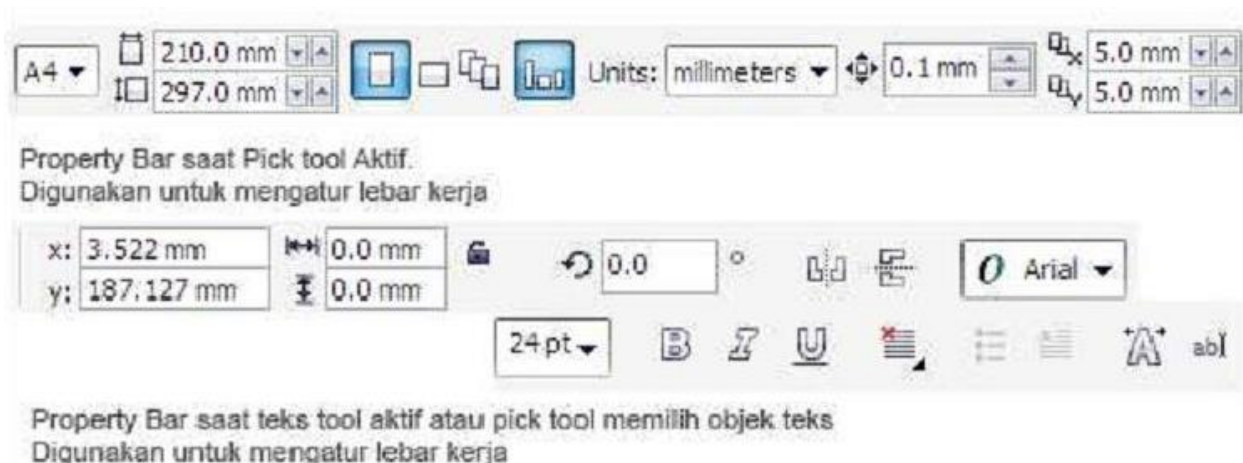 A4 210.0 mm Units: millimeters 0.1 mm 5.0 mm
297.0 mm 5.0 mm
Property Bar saat Pick tool Aktif.
Digunakan untuk mengatur lebar kerja
x: 3.522 mm 0.0 mm 0.0 ° O Arial
y: 187.127 mm 0.0 mm
24 pt B I U A abI
Property Bar saat teks tool aktif atau pick tool memilih objek teks
Digunakan untuk mengatur lebar kerja